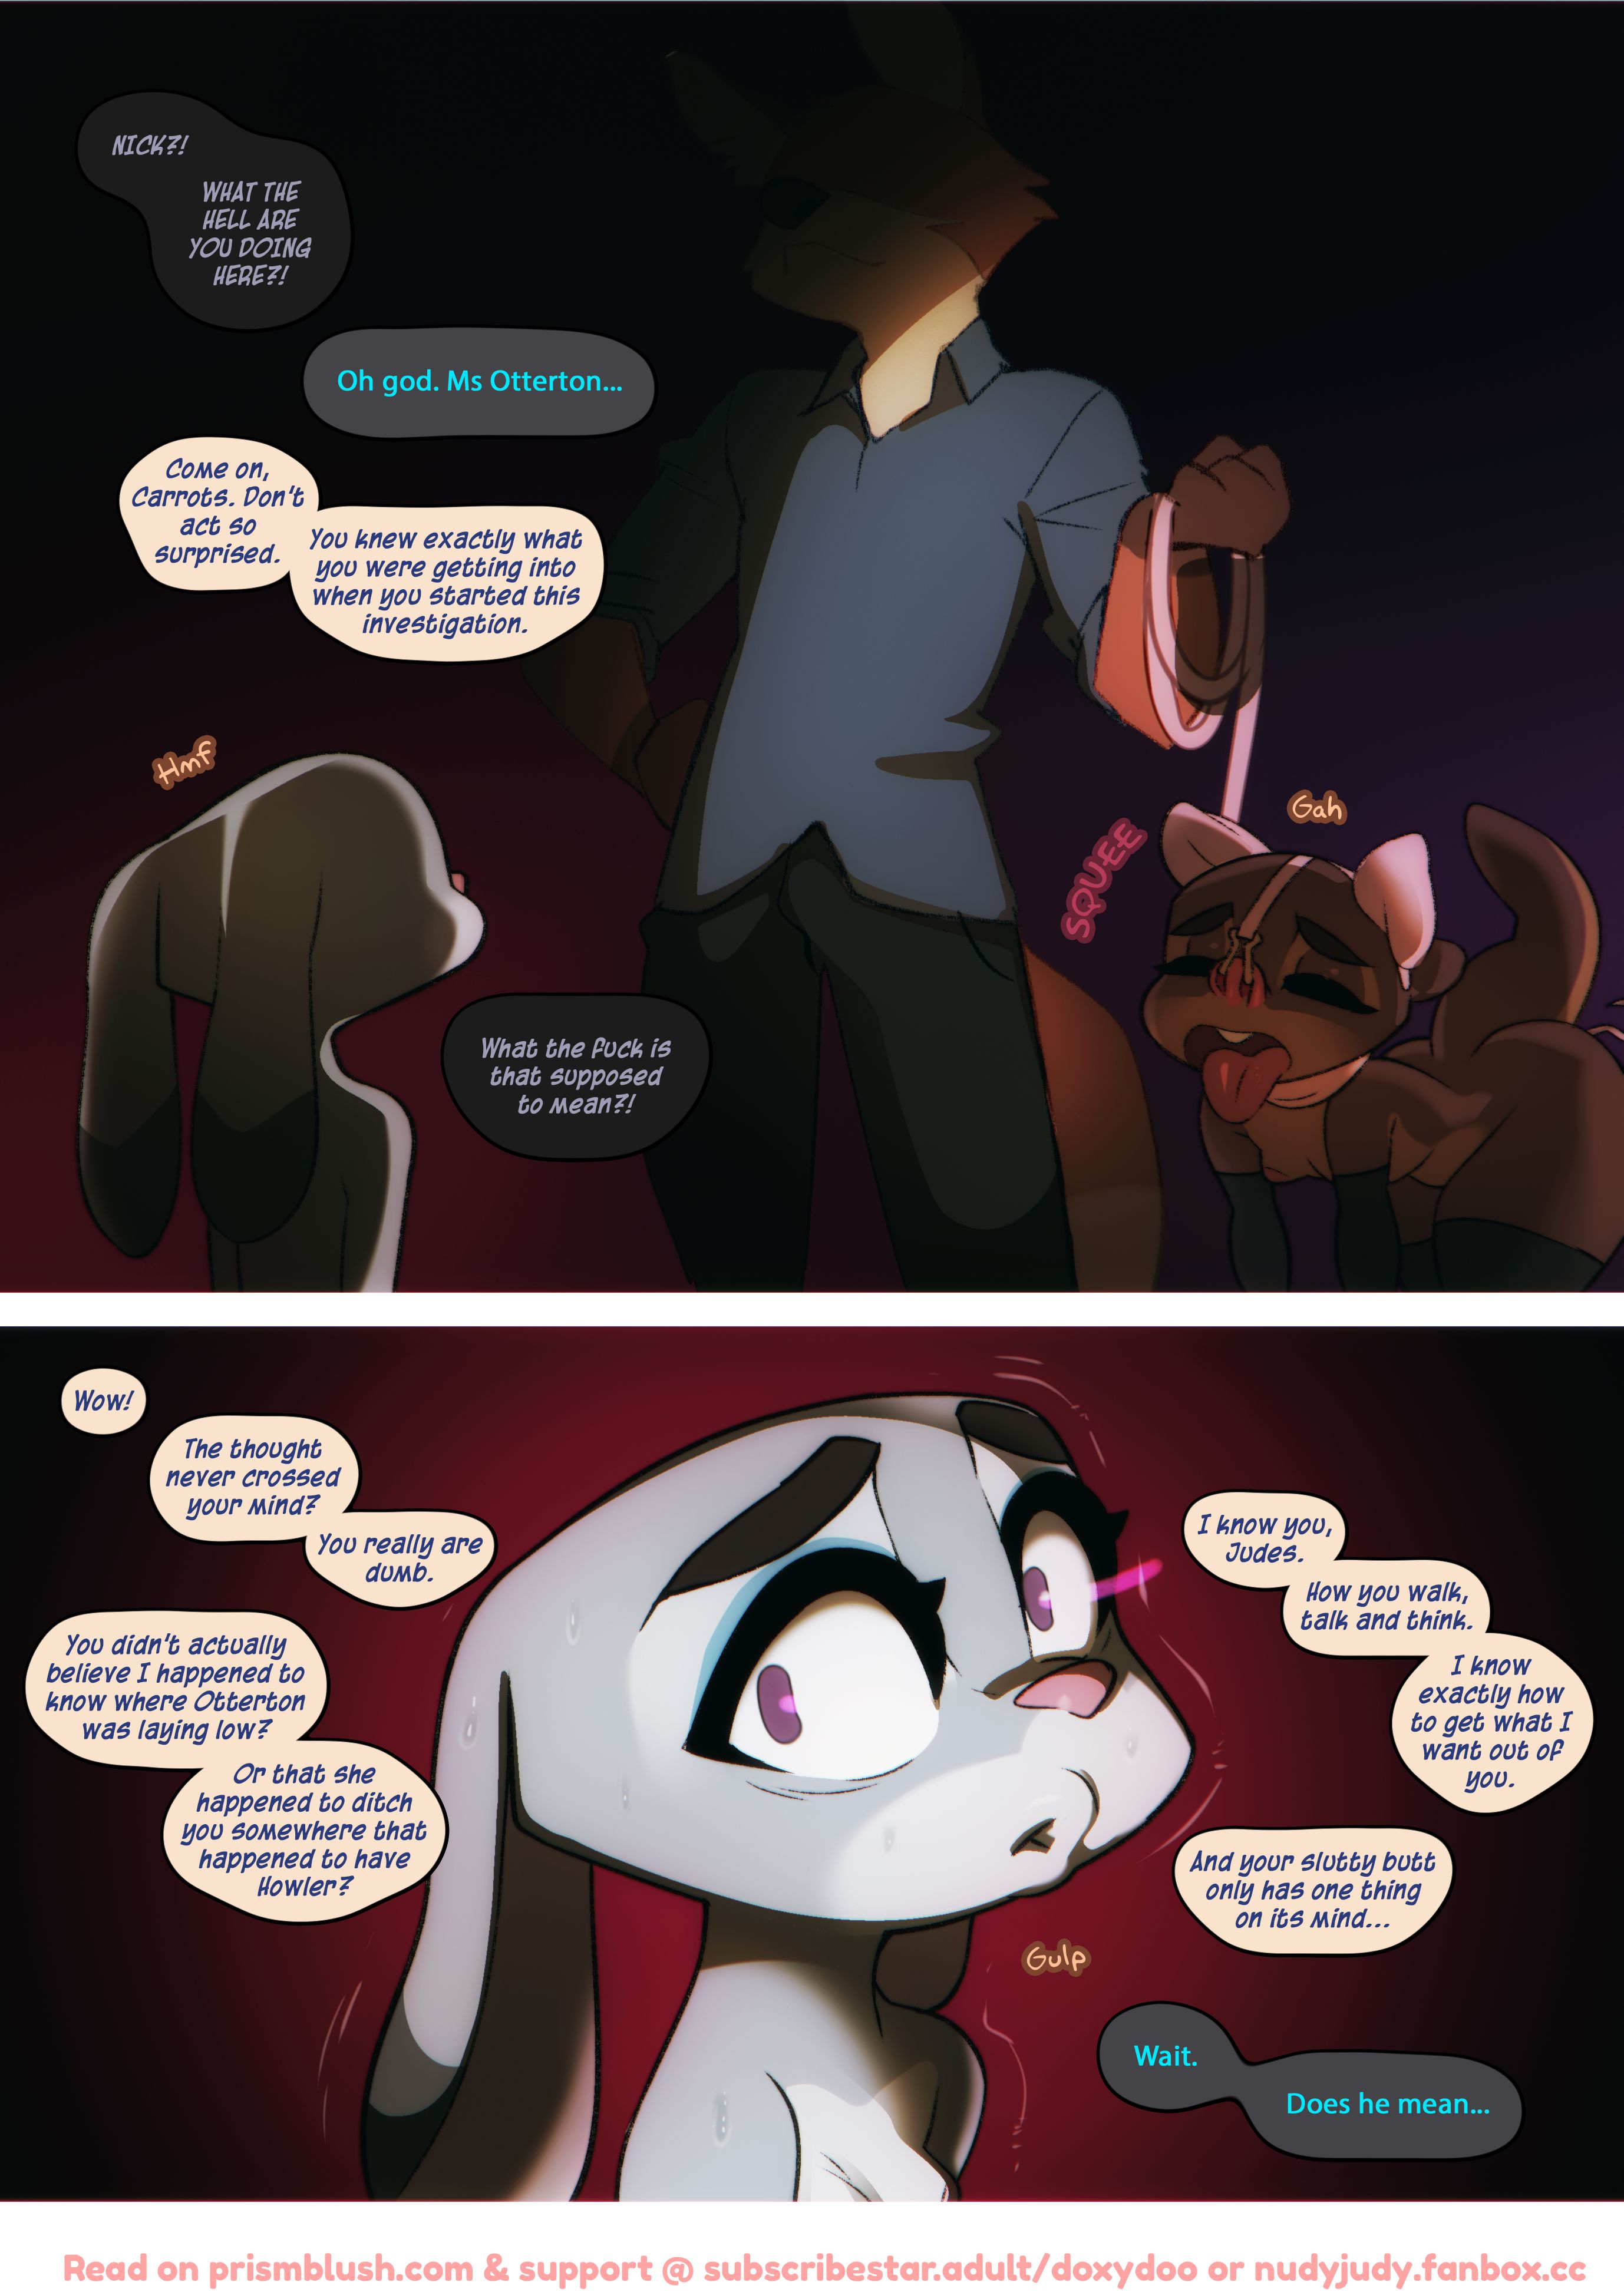 NICK?!
WHAT THE
HELL ARE
YOU DOING
HERE?!
Oh god. Ms Otterton...
Come on,
Carrots. Don't
act so
surprised.
You knew exactly what
you were getting into
when you started this
investigation.
Hmf
Gah
SQUEE
What the fuck is
that supposed
to mean?!
Wow!
The thought
never crossed
your mind?
You really are
dumb.
You didn't actually
believe I happened to
know where Otterton
was laying low?
Or that she
happened to ditch
you somewhere that
happened to have
Howler?
I know you,
Judes.
How you walk,
talk and think.
I know
exactly how
to get what I
want out of
you.
And your slutty butt
only has one thing
on its mind...
Gulp
Wait.
Does he mean...
Read on prismblush.com & support @ subscribestar.adult/doxydoo or nudyjudy.fanbox.cc